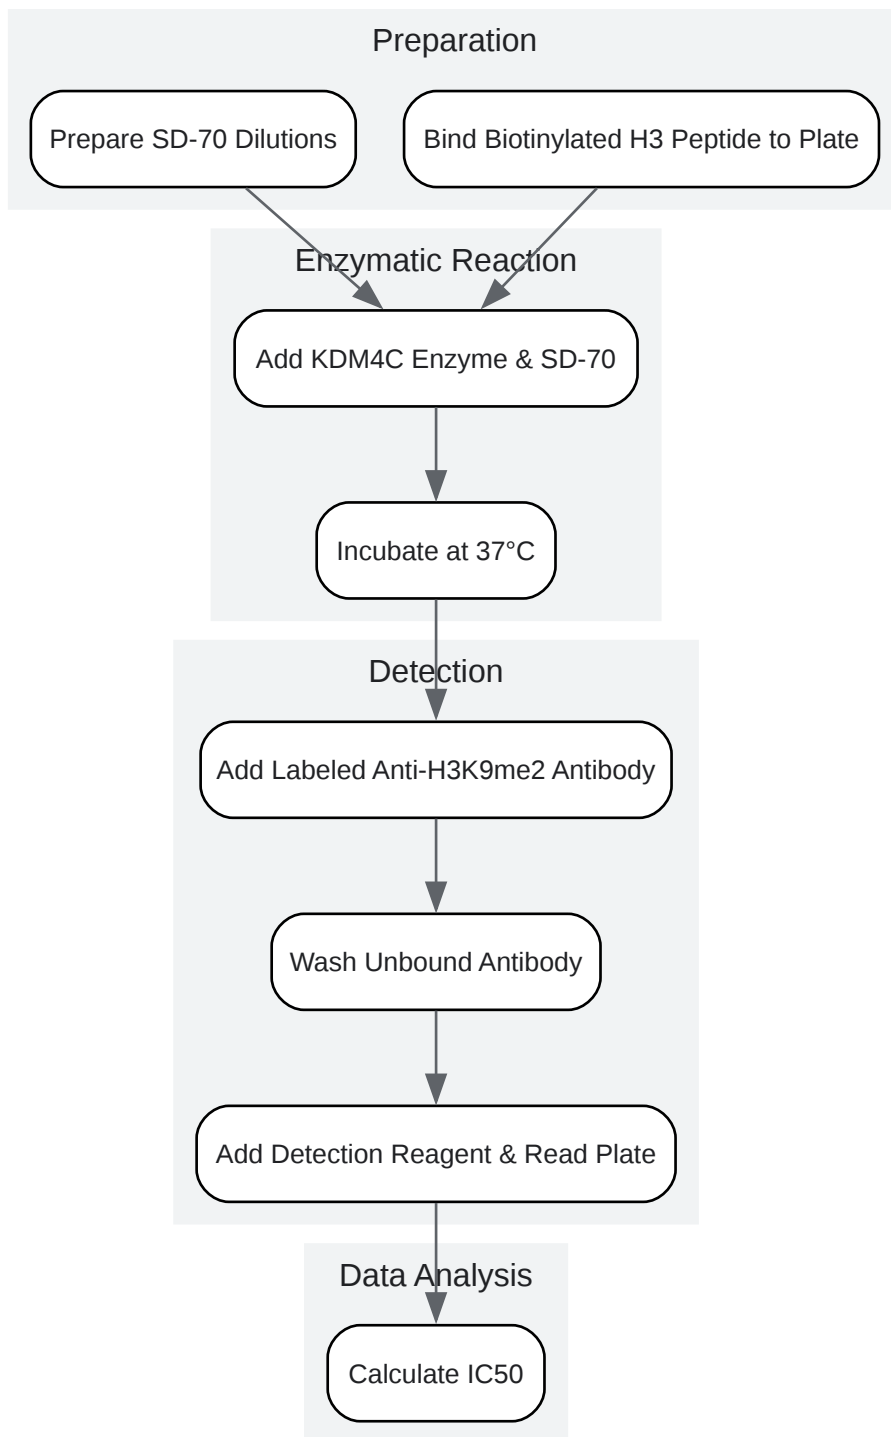 Preparation
Prepare SD-70 Dilutions
Bind Biotinylated H3 Peptide to Plate
Enzymatic Reaction
Add KDM4C Enzyme & SD-70
Incubate at 37°C
Detection
Add Labeled Anti-H3K9me2 Antibody
Wash Unbound Antibody
Add Detection Reagent & Read Plate
Data Analysis
Calculate IC50